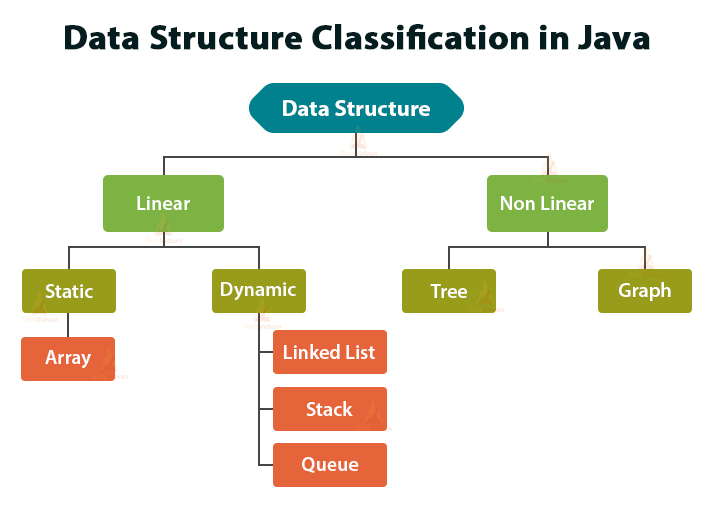 Data Structure Classification in Java
Data Structure
Linear
Non Linear
Static
Dynamic
Tree
Graph
Array
Linked List
Stack
Queue